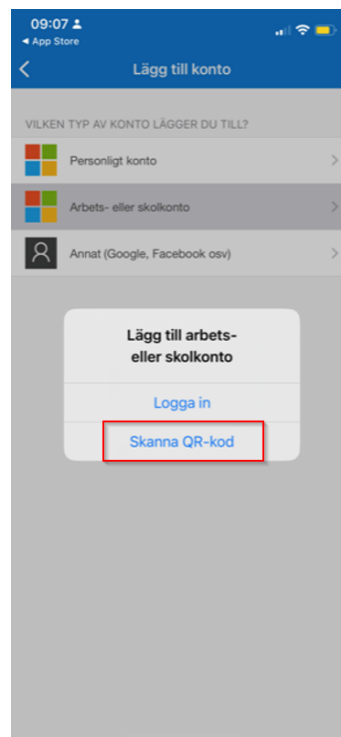 09:07
◀ App Store
Lägg till konto
VILKEN TYP AV KONTO LÄGGER DU TILL?
Personligt konto
Arbets- eller skolkonto
Annat (Google, Facebook osv)
Lägg till arbets-
eller skolkonto
Logga in
Skanna QR-kod